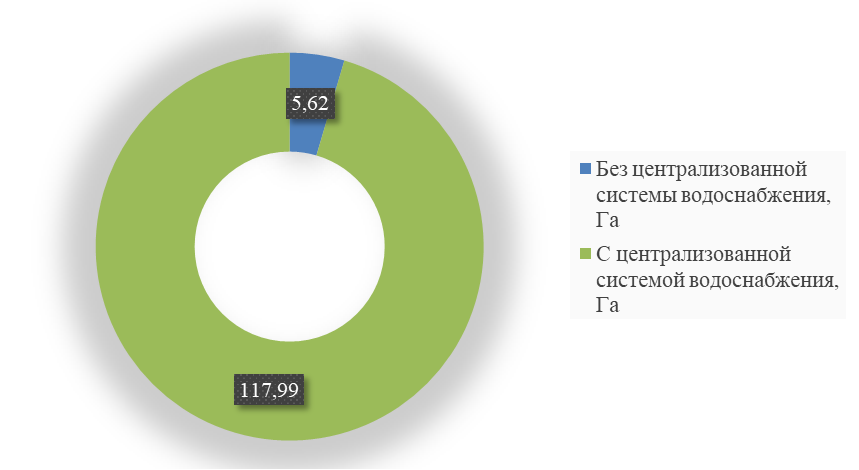 5,62
117,99
Без централизованной
системы водоснабжения,
Га
С централизованной
системой водоснабжения,
Га